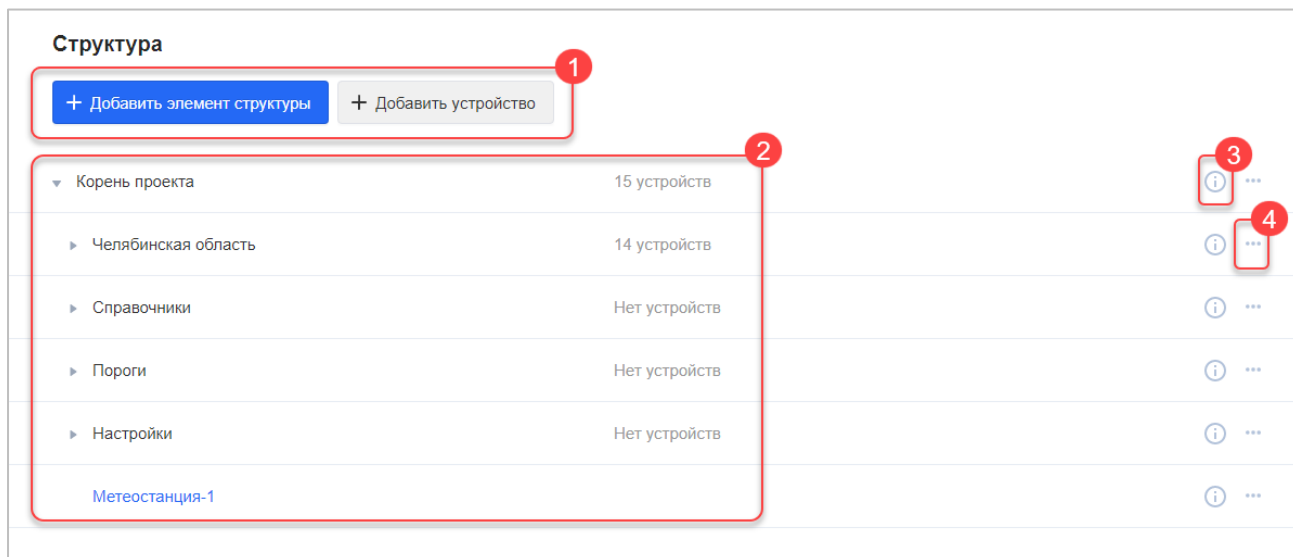 Структура
1
+ Добавить элемент структуры + Добавить устройство
2
3
Корень проекта 15 устройств
4
Челябинская область 14 устройств
Справочники Нет устройств
Пороги Нет устройств
Настройки Нет устройств
Метеостанция-1